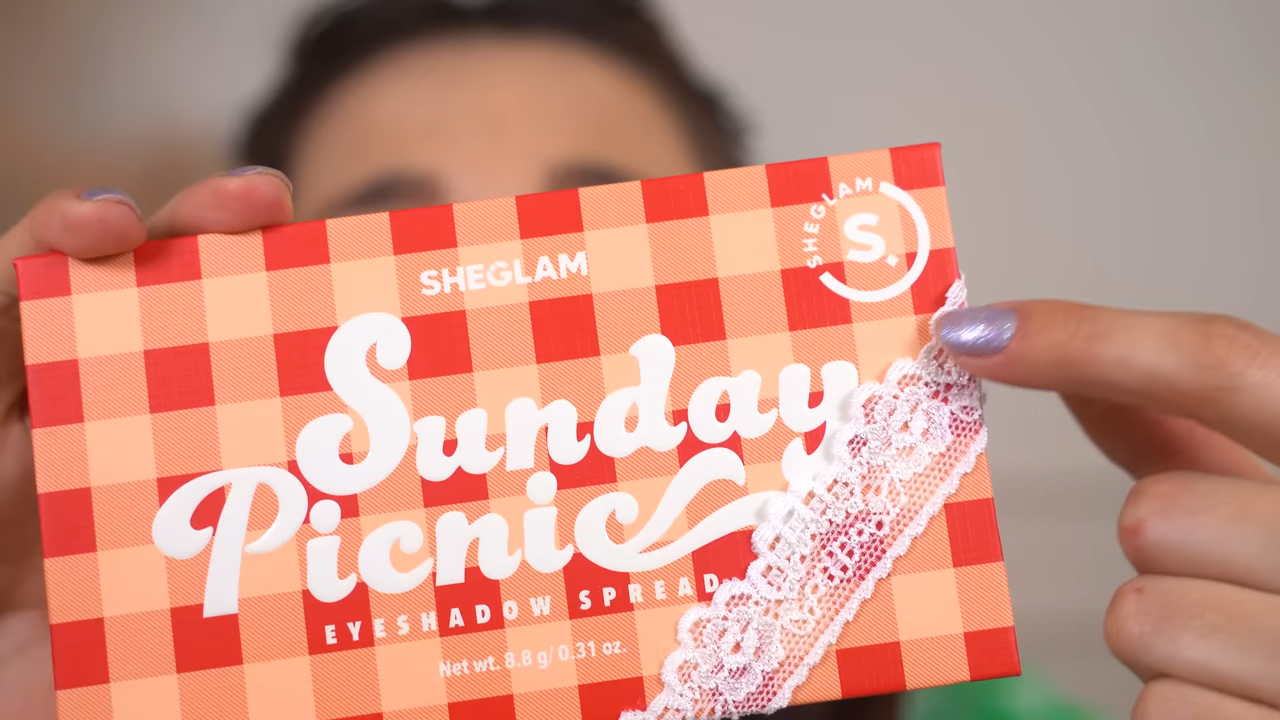 SHEGLAM
S.
SHEGLAM
Sunday
Picnic
EYESHADOW SPREAD
Net wt. 8.8 g/ 0.31 oz.